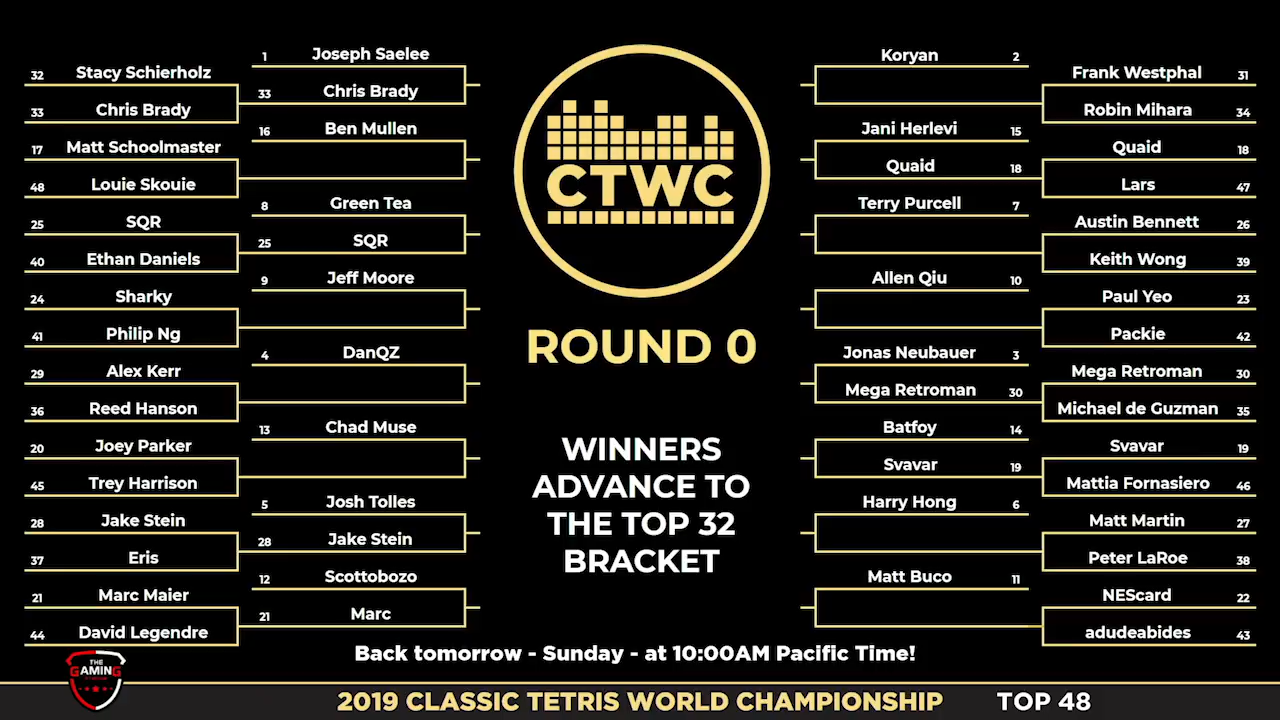 32 Stacy Schierholz
33 Chris Brady
17 Matt Schoolmaster
48 Louie Skouie
25 SQR
40 Ethan Daniels
24 Sharky
41 Philip Ng
29 Alex Kerr
36 Reed Hanson
20 Joey Parker
45 Trey Harrison
28 Jake Stein
37 Eris
21 Marc Maier
44 David Legendre
1 Joseph Saelee
33 Chris Brady
16 Ben Mullen
8 Green Tea
25 SQR
9 Jeff Moore
4 DanQZ
13 Chad Muse
5 Josh Tolles
28 Jake Stein
12 Scottobozo
21 Marc
CTWC
ROUND 0
WINNERS
ADVANCE TO
THE TOP 32
BRACKET
Koryan 2
Jani Herlevi 15
Quaid 18
Terry Purcell 7
Allen Qiu 10
Jonas Neubauer 3
Mega Retroman 30
Batfoy 14
Svavar 19
Harry Hong 6
Matt Buco 11
Frank Westphal 31
Robin Mihara 34
Quaid 18
Lars 47
Austin Bennett 26
Keith Wong 39
Paul Yeo 23
Packie 42
Mega Retroman 30
Michael de Guzman 35
Svavar 19
Mattia Fornasiero 46
Matt Martin 27
Peter LaRoe 38
NEScard 22
adudeabides 43
Back tomorrow - Sunday - at 10:00AM Pacific Time!
THE
GAMING
2019 CLASSIC TETRIS WORLD CHAMPIONSHIP TOP 48